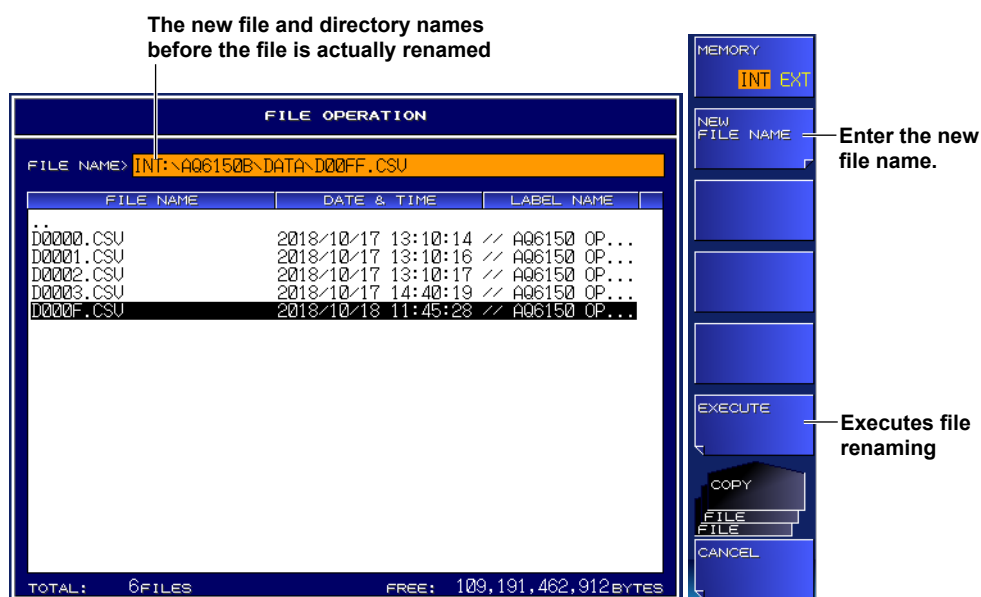 The new file and directory names
before the file is actually renamed
FILE OPERATION
FILE NAME> INT:\AQ6150B\DATA\D00FF.CSV
FILE NAME DATE & TIME LABEL NAME
..
D0000.CSV 2018/10/17 13:10:14 // AQ6150 OP...
D0001.CSV 2018/10/17 13:10:16 // AQ6150 OP...
D0002.CSV 2018/10/17 13:10:17 // AQ6150 OP...
D0003.CSV 2018/10/17 14:40:19 // AQ6150 OP...
D000F.CSV 2018/10/18 11:45:28 // AQ6150 OP...
TOTAL: 6FILES FREE: 109,191,462,912BYTES
MEMORY
INT EXT
NEW
FILE NAME
Enter the new
file name.
EXECUTE
Executes file
renaming
COPY
FILE
FILE
CANCEL